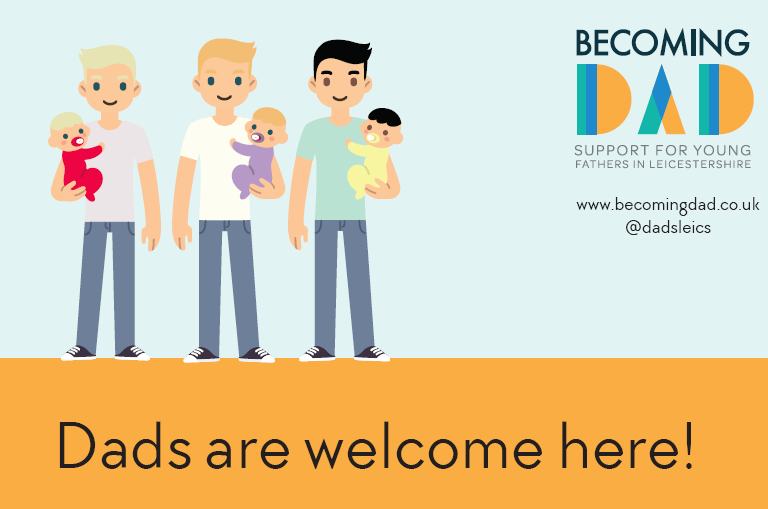 BECOMING
DAD
SUPPORT FOR YOUNG
FATHERS IN LEICESTERSHIRE
www.becomingdad.co.uk
@dadsleics
Dads are welcome here!